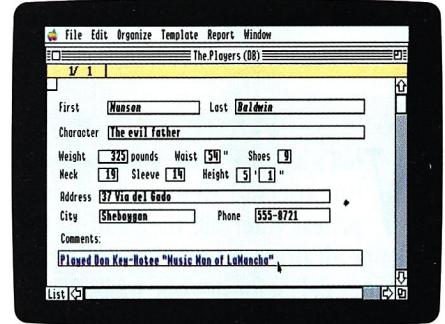 File Edit Organize Template Report Window
The.Players (DB)
1/ 1
First Munson Last Baldwin
Character The evil father
Weight 325 pounds Waist 54 " Shoes 9
Neck 19 Sleeve 14 Height 5 ' 1 "
Address 37 Via del Gado
City Sheboygan Phone 555-8721
Comments:
Played Don Key-Hotee "Music Man of LaMancha"
List